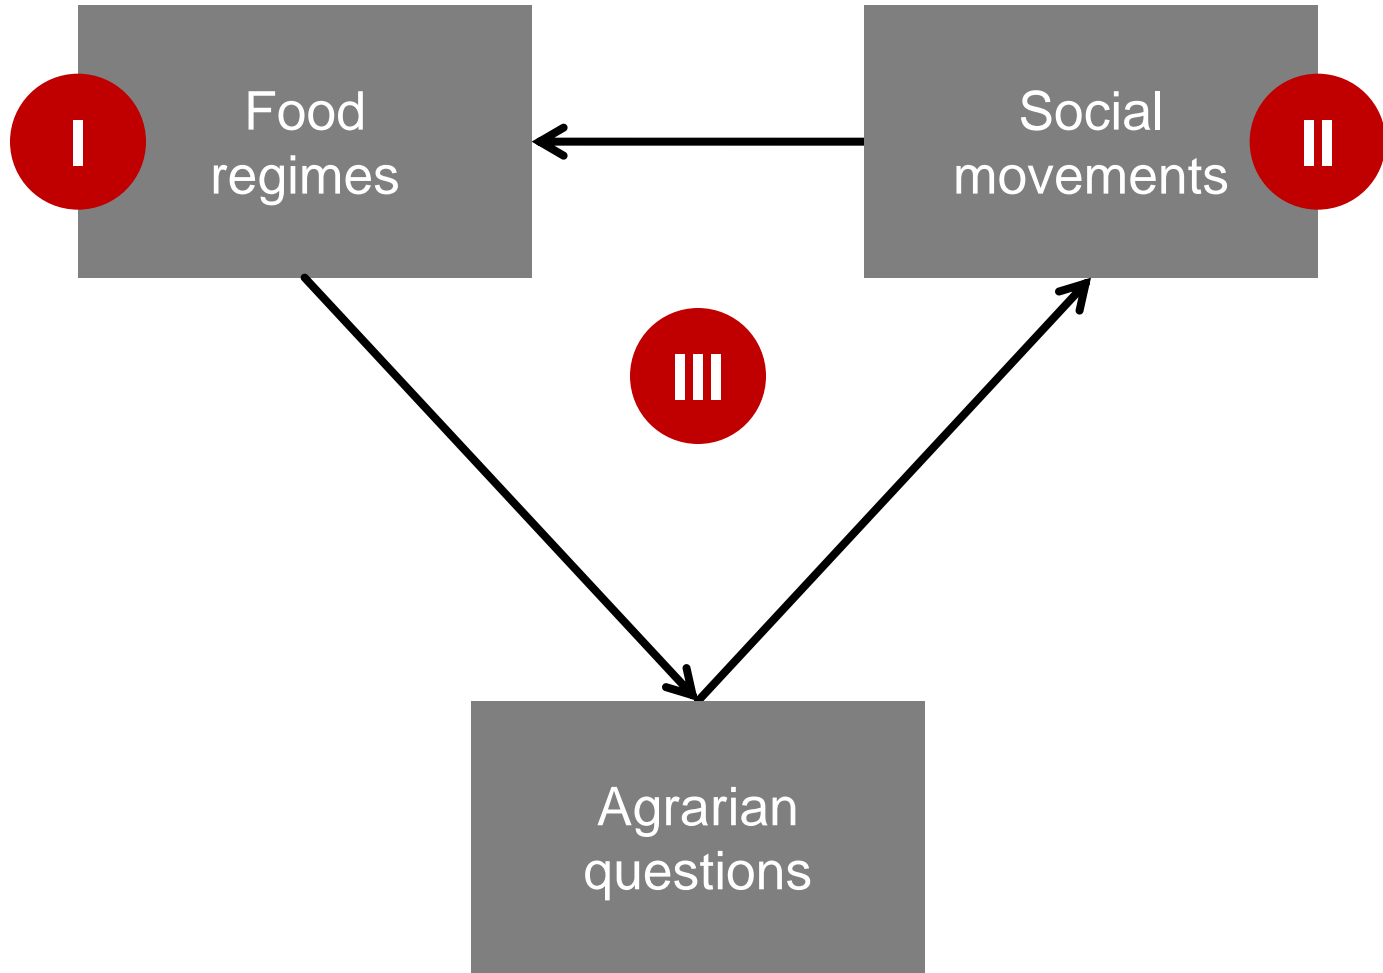 I
Food
regimes
Social
movements
II
III
Agrarian
questions